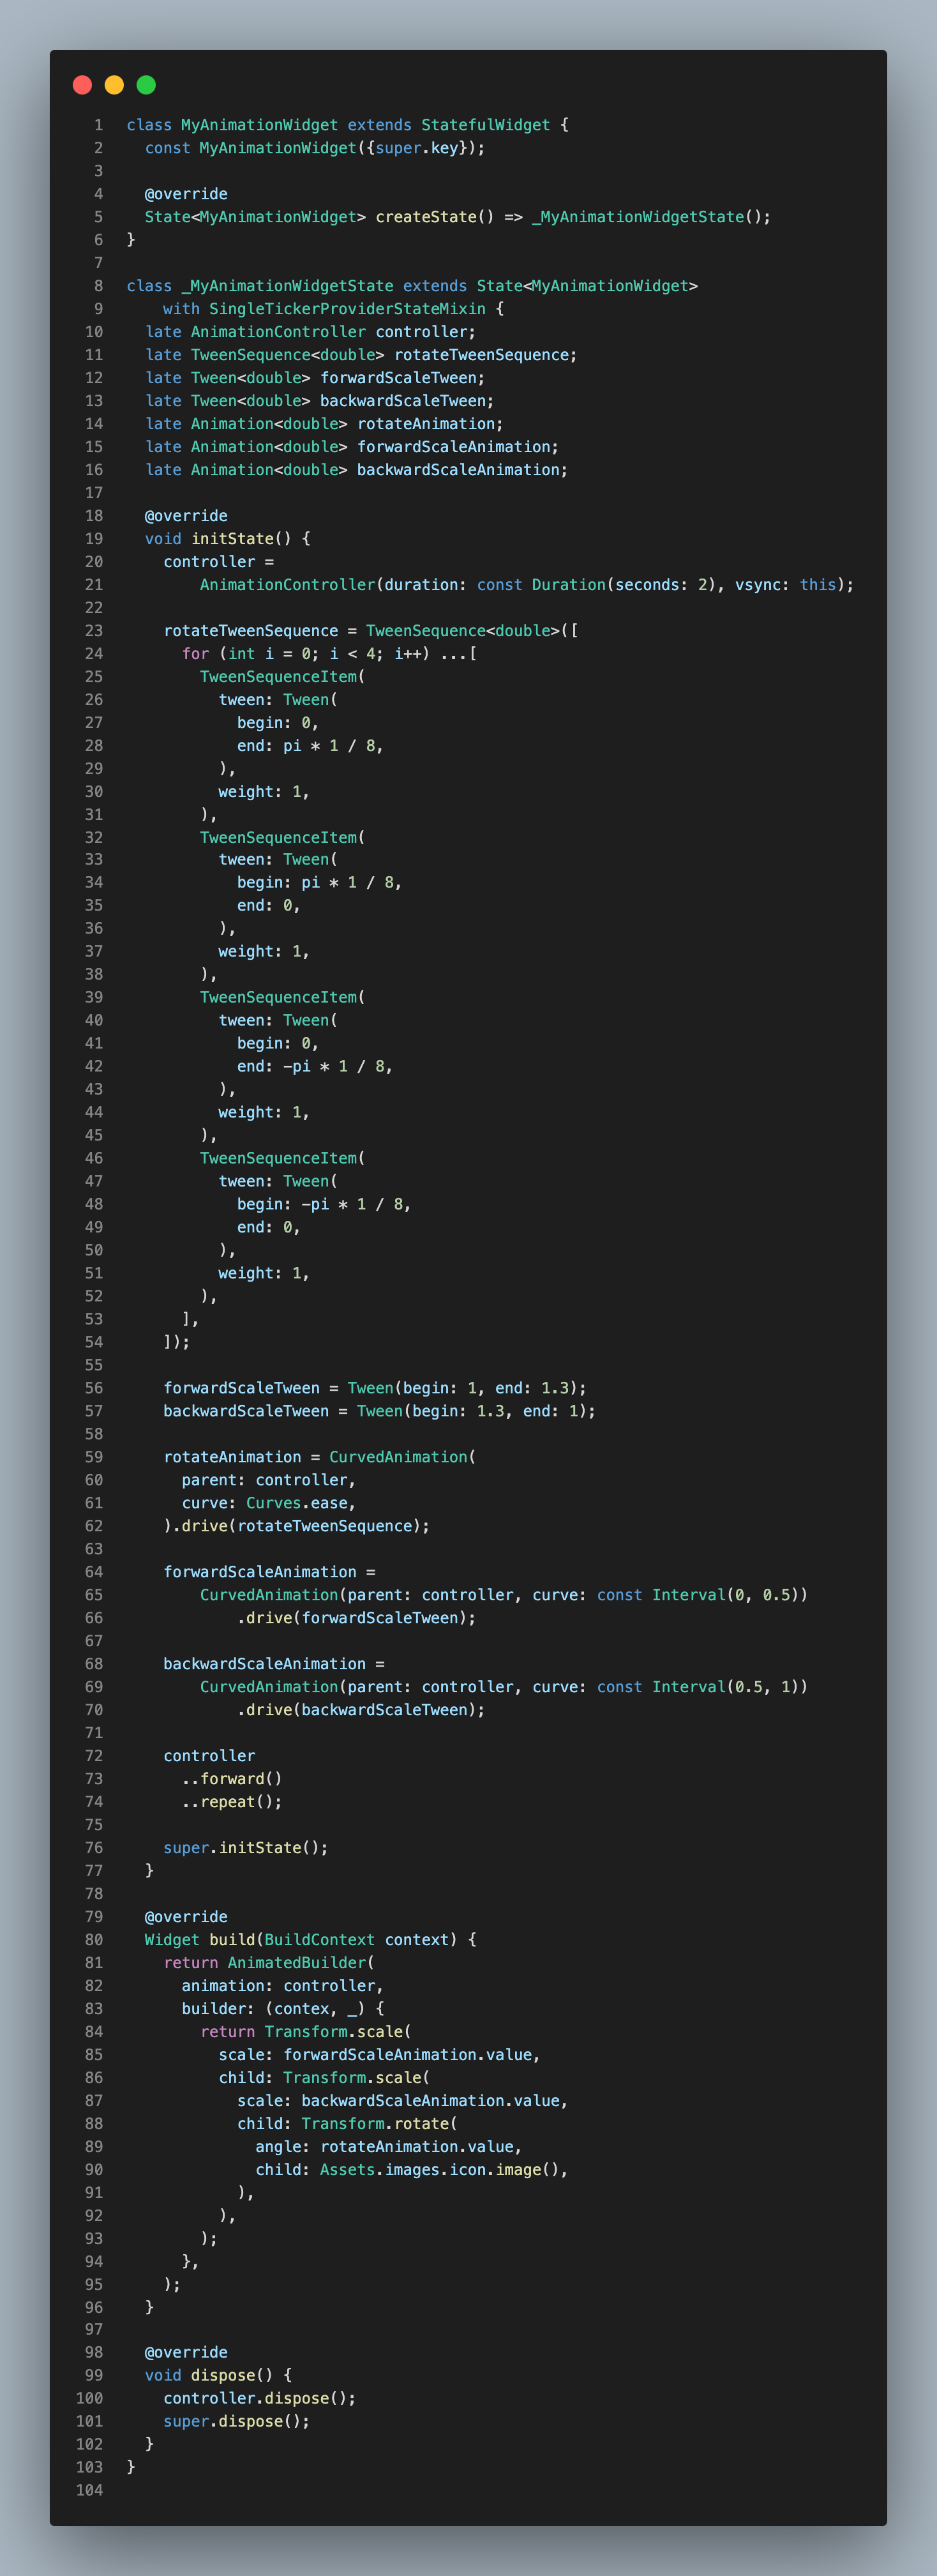 1 class MyAnimationWidget extends StatefulWidget {
2   const MyAnimationWidget({super.key});
3
4   @override
5   State<MyAnimationWidget> createState() => _MyAnimationWidgetState();
6 }
7
8 class _MyAnimationWidgetState extends State<MyAnimationWidget>
9     with SingleTickerProviderStateMixin {
10   late AnimationController controller;
11   late TweenSequence<double> rotateTweenSequence;
12   late Tween<double> forwardScaleTween;
13   late Tween<double> backwardScaleTween;
14   late Animation<double> rotateAnimation;
15   late Animation<double> forwardScaleAnimation;
16   late Animation<double> backwardScaleAnimation;
17
18   @override
19   void initState() {
20     controller =
21         AnimationController(duration: const Duration(seconds: 2), vsync: this);
22
23     rotateTweenSequence = TweenSequence<double>([
24       for (int i = 0; i < 4; i++) ...[
25         TweenSequenceItem(
26           tween: Tween(
27             begin: 0,
28             end: pi * 1 / 8,
29           ),
30           weight: 1,
31         ),
32         TweenSequenceItem(
33           tween: Tween(
34             begin: pi * 1 / 8,
35             end: 0,
36           ),
37           weight: 1,
38         ),
39         TweenSequenceItem(
40           tween: Tween(
41             begin: 0,
42             end: -pi * 1 / 8,
43           ),
44           weight: 1,
45         ),
46         TweenSequenceItem(
47           tween: Tween(
48             begin: -pi * 1 / 8,
49             end: 0,
50           ),
51           weight: 1,
52         ),
53       ],
54     ]);
55
56     forwardScaleTween = Tween(begin: 1, end: 1.3);
57     backwardScaleTween = Tween(begin: 1.3, end: 1);
58
59     rotateAnimation = CurvedAnimation(
60       parent: controller,
61       curve: Curves.ease,
62     ).drive(rotateTweenSequence);
63
64     forwardScaleAnimation =
65         CurvedAnimation(parent: controller, curve: const Interval(0, 0.5))
66             .drive(forwardScaleTween);
67
68     backwardScaleAnimation =
69         CurvedAnimation(parent: controller, curve: const Interval(0.5, 1))
70             .drive(backwardScaleTween);
71
72     controller
73       ..forward()
74       ..repeat();
75
76     super.initState();
77   }
78
79   @override
80   Widget build(BuildContext context) {
81     return AnimatedBuilder(
82       animation: controller,
83       builder: (contex, _) {
84         return Transform.scale(
85           scale: forwardScaleAnimation.value,
86           child: Transform.scale(
87             scale: backwardScaleAnimation.value,
88             child: Transform.rotate(
89               angle: rotateAnimation.value,
90               child: Assets.images.icon.image(),
91             ),
92           ),
93         );
94       },
95     );
96   }
97
98   @override
99   void dispose() {
100     controller.dispose();
101     super.dispose();
102   }
103 }
104